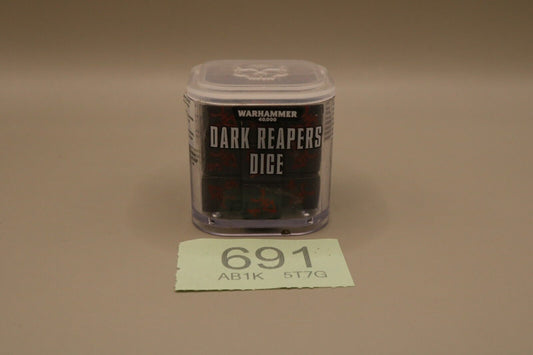 WARHAMMER
40,000
DARK REAPERS
DICE
691
AB1K 5T7G